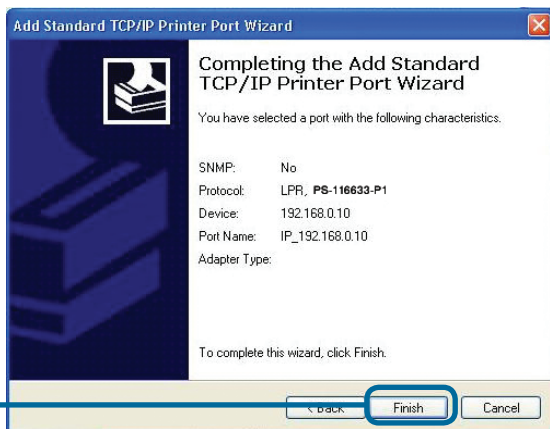 Add Standard TCP/IP Printer Port Wizard
Completing the Add Standard
TCP/IP Printer Port Wizard
You have selected a port with the following characteristics.
SNMP: No
Protocol: LPR, PS-116633-P1
Device: 192.168.0.10
Port Name: IP_192.168.0.10
Adapter Type:
To complete this wizard, click Finish.
< Back Finish Cancel